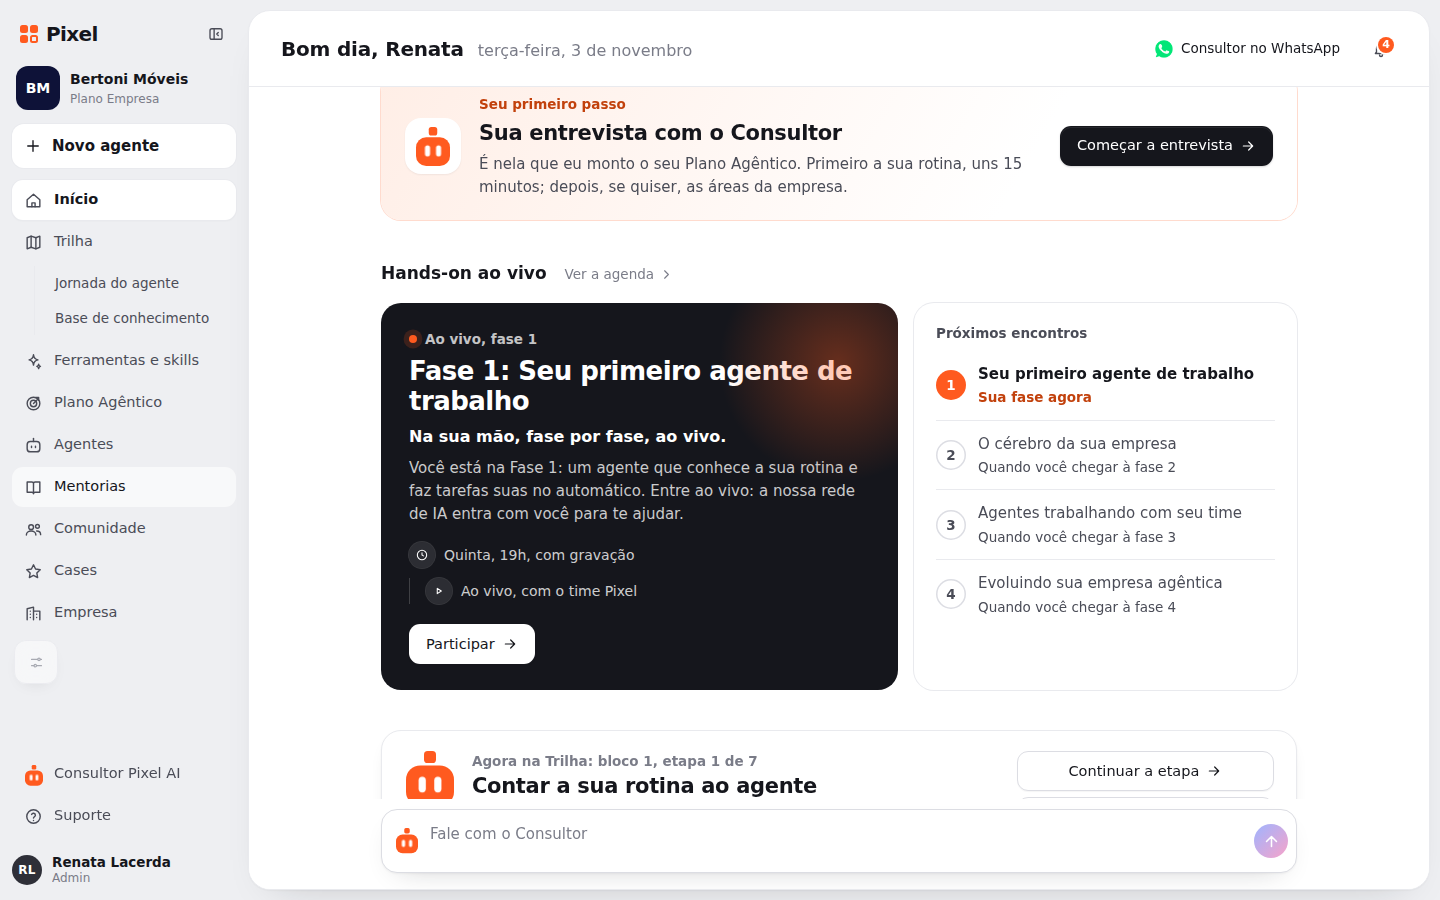 Pixel
BM
Bertoni Móveis
Plano Empresa
Novo agente
Início
Trilha
Jornada do agente
Base de conhecimento
Ferramentas e skills
Plano Agêntico
Agentes
Mentorias
Comunidade
Cases
Empresa
Consultor Pixel AI
Suporte
RL
Renata Lacerda
Admin
Bom dia, Renata terça-feira, 3 de novembro
Consultor no WhatsApp
4
Seu primeiro passo
Sua entrevista com o Consultor
É nela que eu monto o seu Plano Agêntico. Primeiro a sua rotina, uns 15
minutos; depois, se quiser, as áreas da empresa.
Começar a entrevista
Hands-on ao vivo Ver a agenda
Ao vivo, fase 1
Fase 1: Seu primeiro agente de
trabalho
Na sua mão, fase por fase, ao vivo.
Você está na Fase 1: um agente que conhece a sua rotina e
faz tarefas suas no automático. Entre ao vivo: a nossa rede
de IA entra com você para te ajudar.
Quinta, 19h, com gravação
Ao vivo, com o time Pixel
Participar
Próximos encontros
1
Seu primeiro agente de trabalho
Sua fase agora
2
O cérebro da sua empresa
Quando você chegar à fase 2
3
Agentes trabalhando com seu time
Quando você chegar à fase 3
4
Evoluindo sua empresa agêntica
Quando você chegar à fase 4
Agora na Trilha: bloco 1, etapa 1 de 7
Contar a sua rotina ao agente
Continuar a etapa
Fale com o Consultor